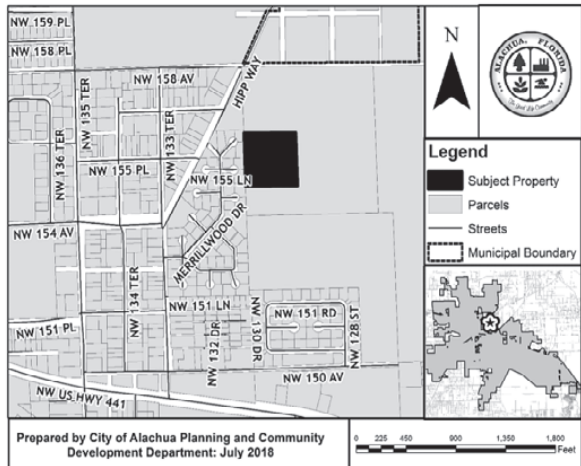 NW 159 PL
NW 158 PL
NW 158 AV
HIPP WAY
NW 136 TER
NW 135 TER
NW 133 TER
NW 155 PL
NW 155 LN
NW 154 AV
MERRILLWOOD DR
NW 134 TER
NW 151 LN
NW 151 PL
NW 132 DR
NW 130 DR
NW 151 RD
NW 128 ST
NW 150 AV
NW US HWY 441
N
ALACHUA, FLORIDA
The Good Life Community
Legend
Subject Property
Parcels
Streets
Municipal Boundary
Prepared by City of Alachua Planning and Community
Development Department: July 2018
0 225 450 900 1,350 1,800
Feet